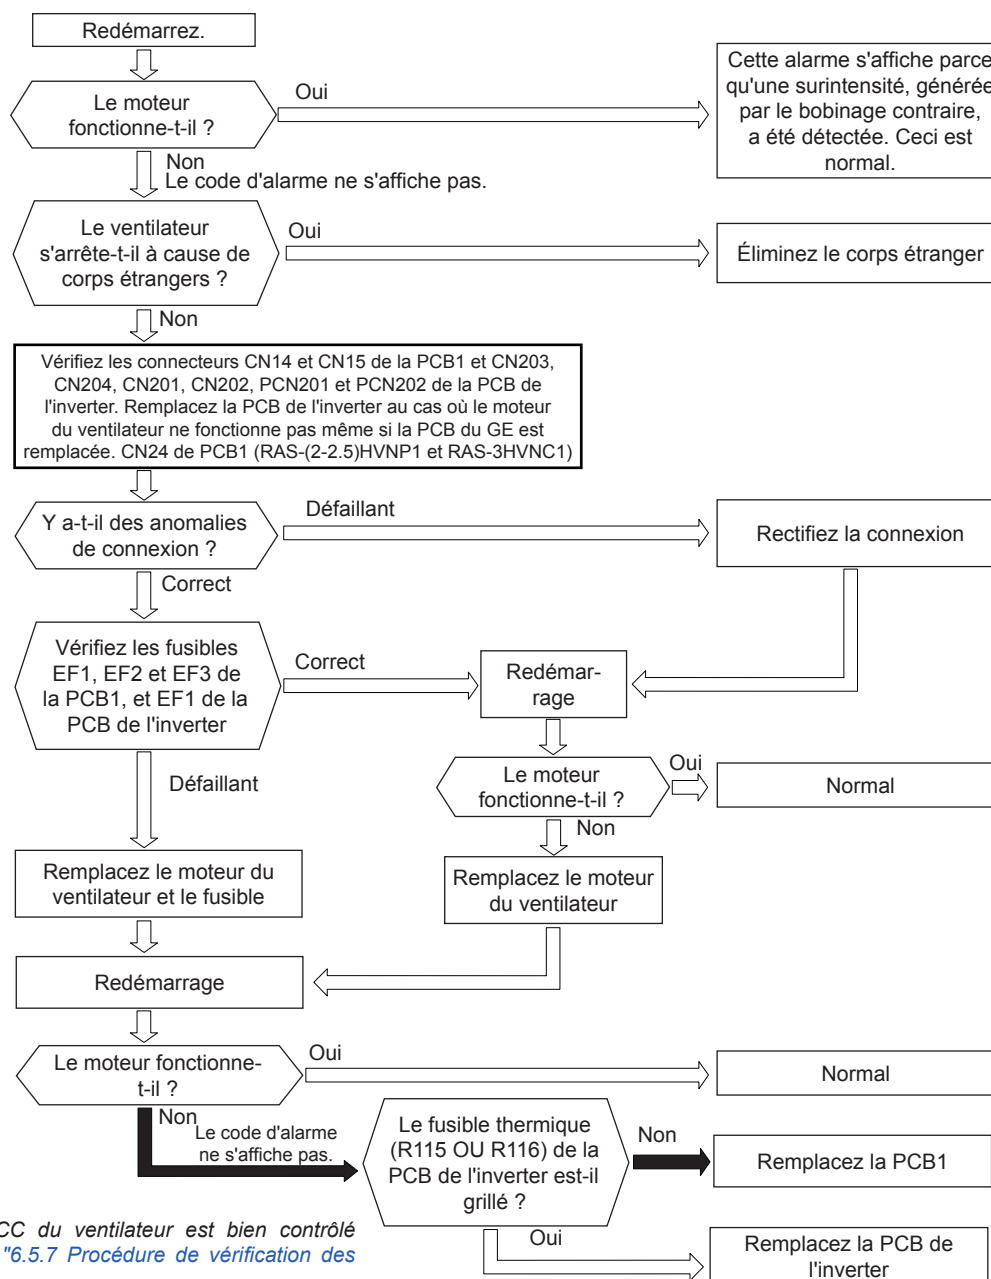 Redémarrez.
Le moteur
fonctionne-t-il ?
Oui
Cette alarme s'affiche parce
qu'une surintensité, générée
par le bobinage contraire,
a été détectée. Ceci est
normal.
Non
Le code d'alarme ne s'affiche pas.
Le ventilateur
s'arrête-t-il à cause de
corps étrangers ?
Oui
Éliminez le corps étranger
Non
Vérifiez les connecteurs CN14 et CN15 de la PCB1 et CN203,
CN204, CN201, CN202, PCN201 et PCN202 de la PCB de
l'inverter. Remplacez la PCB de l'inverter au cas où le moteur
du ventilateur ne fonctionne pas même si la PCB du GE est
remplacée. CN24 de PCB1 (RAS-(2-2.5)HVNP1 et RAS-3HVNC1)
Y a-t-il des anomalies
de connexion ?
Défaillant
Rectifiez la connexion
Correct
Vérifiez les fusibles
EF1, EF2 et EF3 de
la PCB1, et EF1 de la
PCB de l'inverter
Correct
Redémar-
rage
Défaillant
Le moteur
fonctionne-t-il ?
Oui
Normal
Non
Remplacez le moteur du
ventilateur et le fusible
Remplacez le moteur
du ventilateur
Redémarrage
Le moteur fonctionne-
t-il ?
Oui
Normal
Non
Le code d'alarme
ne s'affiche pas.
Le fusible thermique
(R115 OU R116) de la
PCB de l'inverter est-il
grillé ?
Non
Remplacez la PCB1
Oui
Remplacez la PCB de
l'inverter
CC du ventilateur est bien contrôlé
"6.5.7 Procédure de vérification des